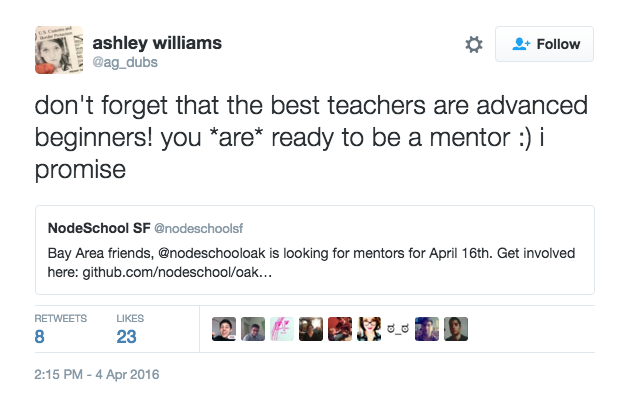 ashley williams
@ag_dubs
Follow
don't forget that the best teachers are advanced
beginners! you *are* ready to be a mentor :) i
promise
NodeSchool SF @nodeschoolsf
Bay Area friends, @nodeschooloak is looking for mentors for April 16th. Get involved
here: github.com/nodeschool/oak…
RETWEETS LIKES
8 23
ಠ_ಠ
2:15 PM - 4 Apr 2016